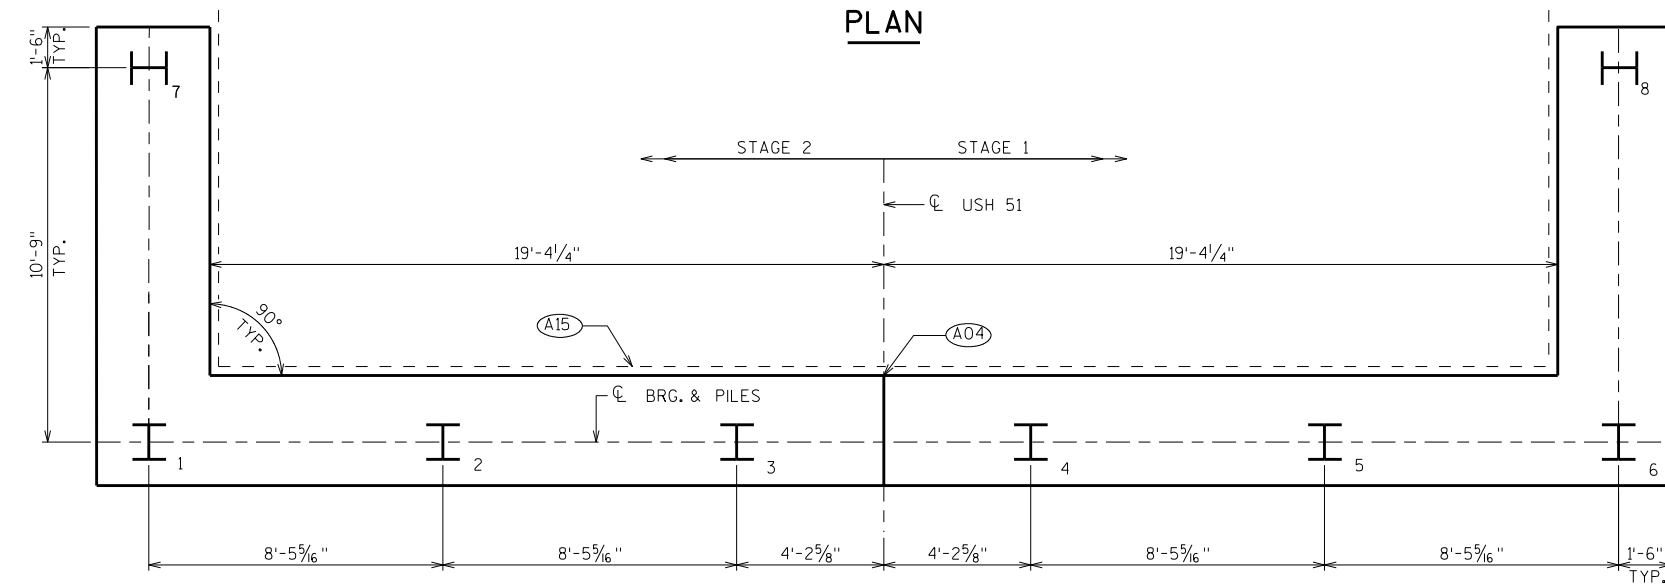 PLAN
1'-6"
TYP.
7
8
STAGE 2
STAGE 1
℄ USH 51
10'-9"
TYP.
19'-4¼"
19'-4¼"
90°
TYP.
A15
A04
℄ BRG. & PILES
1
2
3
4
5
6
8'-5⁵⁄₁₆"
8'-5⁵⁄₁₆"
4'-2⅝"
4'-2⅝"
8'-5⁵⁄₁₆"
8'-5⁵⁄₁₆"
1'-6"
TYP.